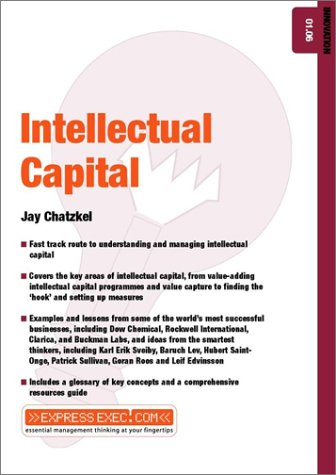 INNOVATION
01.06
Intellectual
Capital
Jay Chatzkel
Fast track route to understanding and managing intellectual
capital
Covers the key areas of intellectual capital, from value-adding
intellectual capital programmes and value capture to finding the
‘hook’ and setting up measures
Examples and lessons from some of the world's most successful
businesses, including Dow Chemical, Rockwell International,
Clarica, and Buckman Labs, and ideas from the smartest
thinkers, including Karl Erik Sveiby, Baruch Lev, Hubert Saint-
Onge, Patrick Sullivan, Goran Roos and Leif Edvinsson
Includes a glossary of key concepts and a comprehensive
resources guide
>> EXPRESS EXEC!.COM >>
essential management thinking at your fingertips